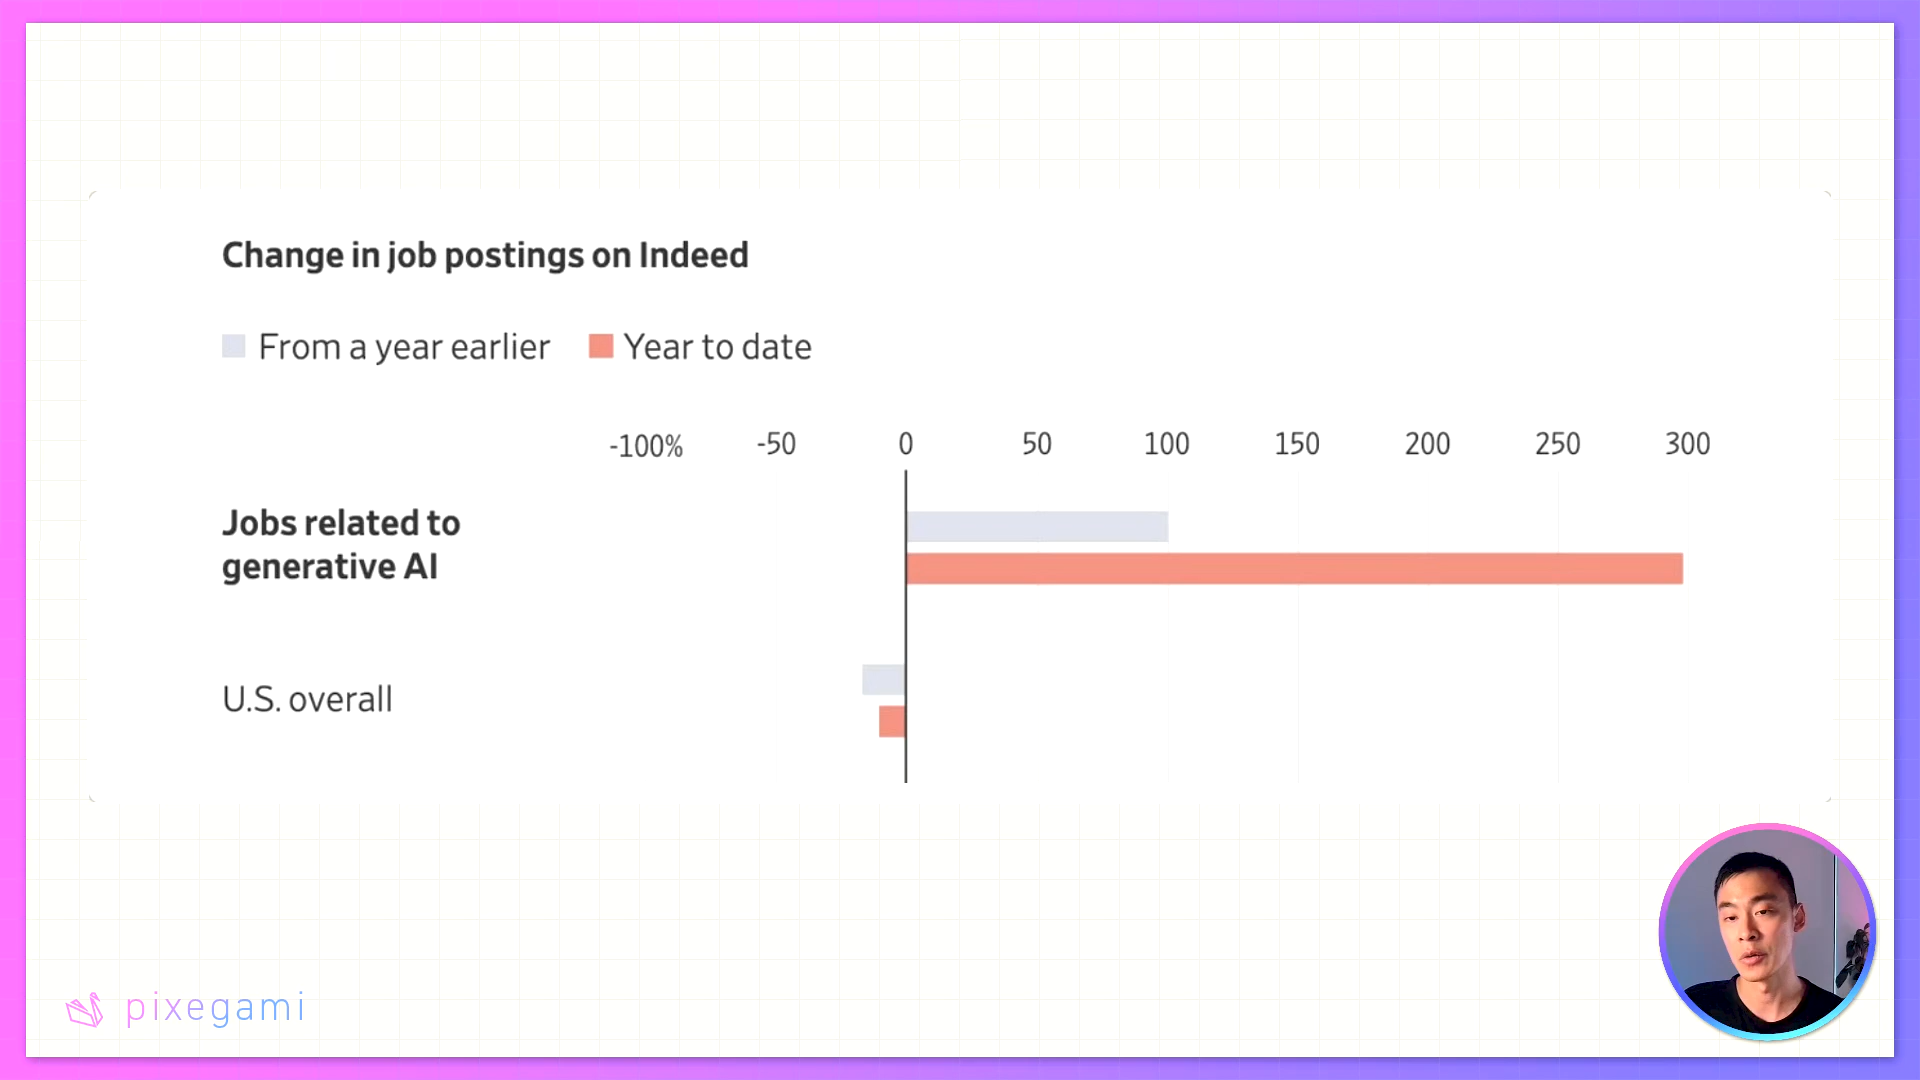 Change in job postings on Indeed
From a year earlier Year to date
-100% -50 0 50 100 150 200 250 300
Jobs related to
generative AI
U.S. overall
pixegami